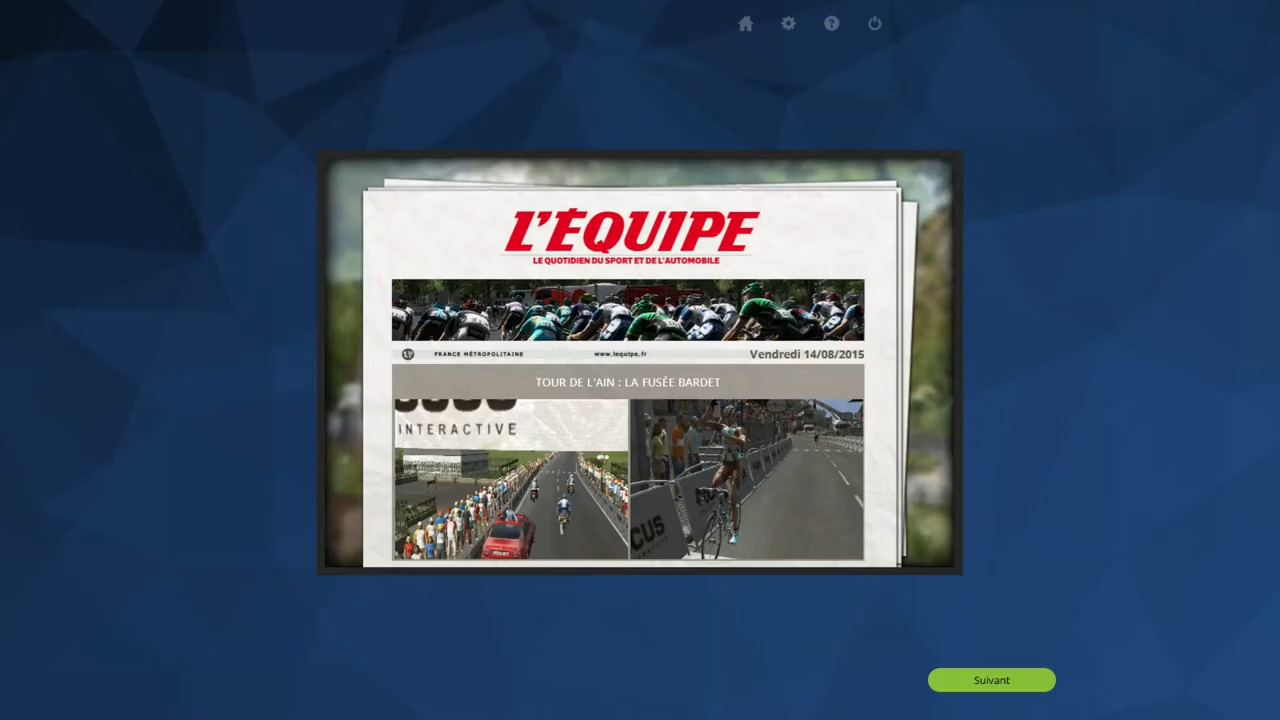 L'ÉQUIPE
LE QUOTIDIEN DU SPORT ET DE L'AUTOMOBILE
FRANCE MÉTROPOLITAINE www.lequipe.fr Vendredi 14/08/2015
TOUR DE L'AIN : LA FUSÉE BARDET
INTERACTIVE
CUS
Suivant